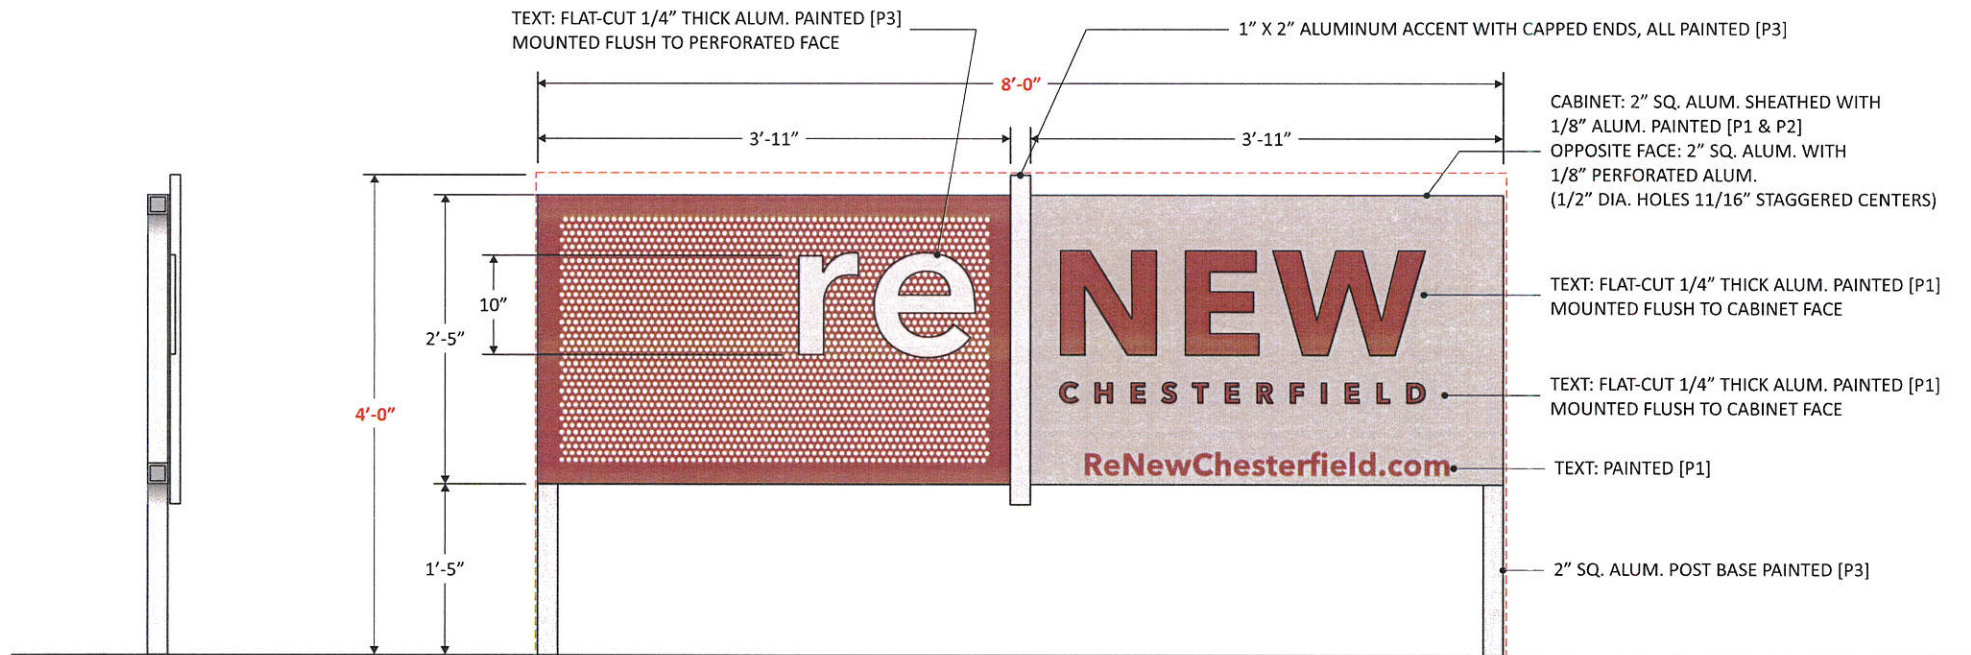 TEXT: FLAT-CUT 1/4” THICK ALUM. PAINTED [P3]
MOUNTED FLUSH TO PERFORATED FACE
1” X 2” ALUMINUM ACCENT WITH CAPPED ENDS, ALL PAINTED [P3]
8’-0”
3’-11”
3’-11”
CABINET: 2” SQ. ALUM. SHEATHED WITH
1/8” ALUM. PAINTED [P1 & P2]
OPPOSITE FACE: 2” SQ. ALUM. WITH
1/8” PERFORATED ALUM.
(1/2” DIA. HOLES 11/16” STAGGERED CENTERS)
10”
2’-5”
4’-0”
1’-5”
re
NEW
CHESTERFIELD
ReNewChesterfield.com
TEXT: FLAT-CUT 1/4” THICK ALUM. PAINTED [P1]
MOUNTED FLUSH TO CABINET FACE
TEXT: FLAT-CUT 1/4” THICK ALUM. PAINTED [P1]
MOUNTED FLUSH TO CABINET FACE
TEXT: PAINTED [P1]
2” SQ. ALUM. POST BASE PAINTED [P3]